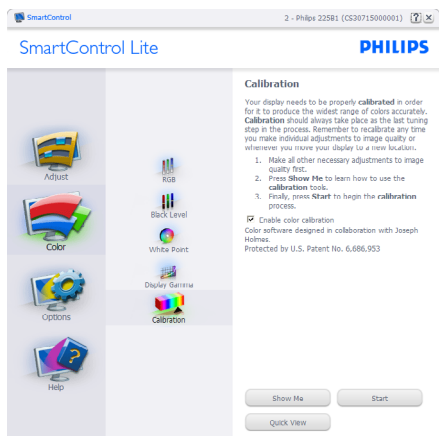 SmartControl
2 - Philips 225B1 (CS30715000001)
?
SmartControl Lite
PHILIPS
Adjust
Color
Options
Help
RGB
Black Level
White Point
Display Gamma
Calibration
Calibration
Your display needs to be properly calibrated in order
for it to produce the widest range of colors accurately.
Calibration should always take place as the last tuning
step in the process. Remember to recalibrate any time
you make individual adjustments to image quality or
whenever you move your display to a new location.
1. Make all other necessary adjustments to image
quality first.
2. Press Show Me to learn how to use the
calibration tools.
3. Finally, press Start to begin the calibration
process.
Enable color calibration
Color software designed in collaboration with Joseph
Holmes.
Protected by U.S. Patent No. 6,686,953
Show Me
Start
Quick View